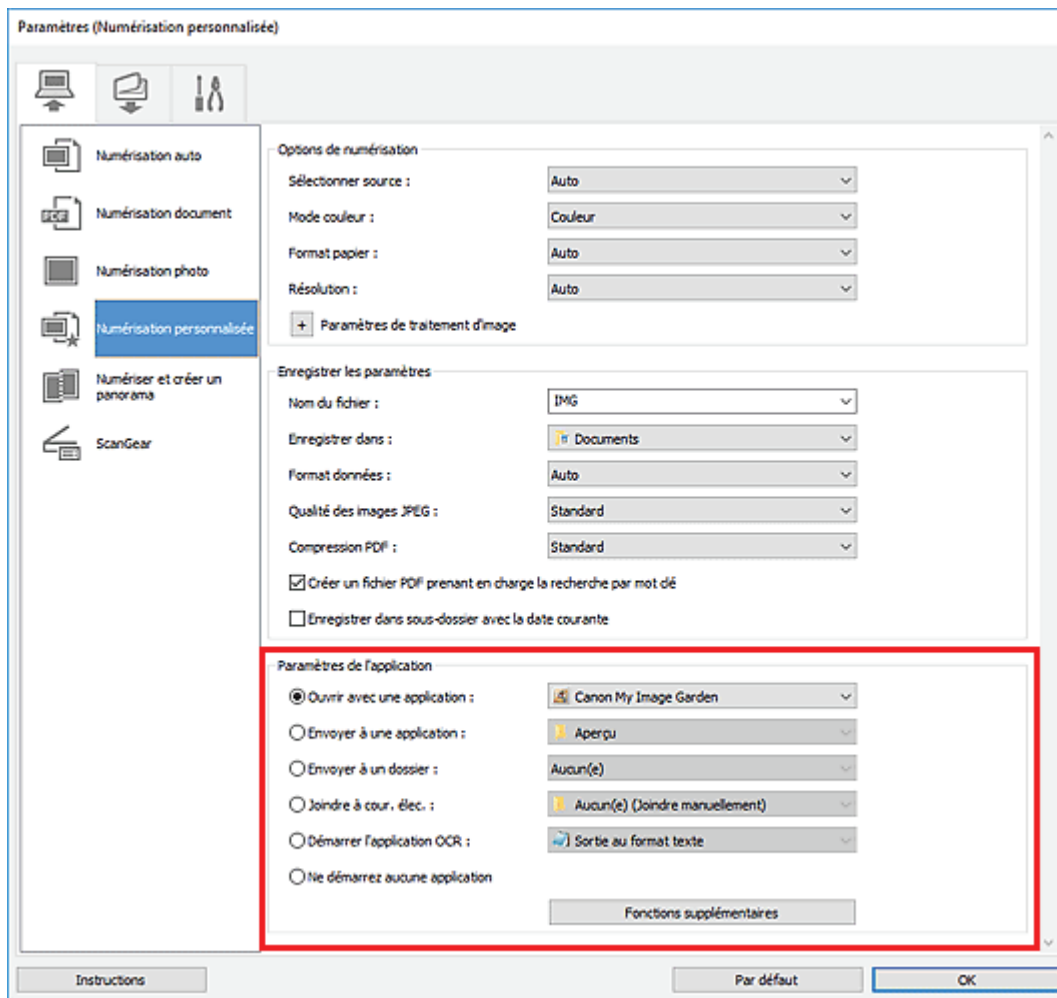 Paramètres (Numérisation personnalisée)
Numérisation auto
Numérisation document
Numérisation photo
Numérisation personnalisée
Numériser et créer un
panorama
ScanGear
Options de numérisation
Sélectionner source : Auto
Mode couleur : Couleur
Format papier : Auto
Résolution : Auto
+ Paramètres de traitement d'image
Enregistrer les paramètres
Nom du fichier : IMG
Enregistrer dans : Documents
Format données : Auto
Qualité des images JPEG : Standard
Compression PDF : Standard
Créer un fichier PDF prenant en charge la recherche par mot clé
Enregistrer dans sous-dossier avec la date courante
Paramètres de l'application
Ouvrir avec une application : Canon My Image Garden
Envoyer à une application : Aperçu
Envoyer à un dossier : Aucun(e)
Joindre à cour. élec. : Aucun(e) (Joindre manuellement)
Démarrer l'application OCR : Sortie au format texte
Ne démarrez aucune application
Fonctions supplémentaires
Instructions
Par défaut
OK